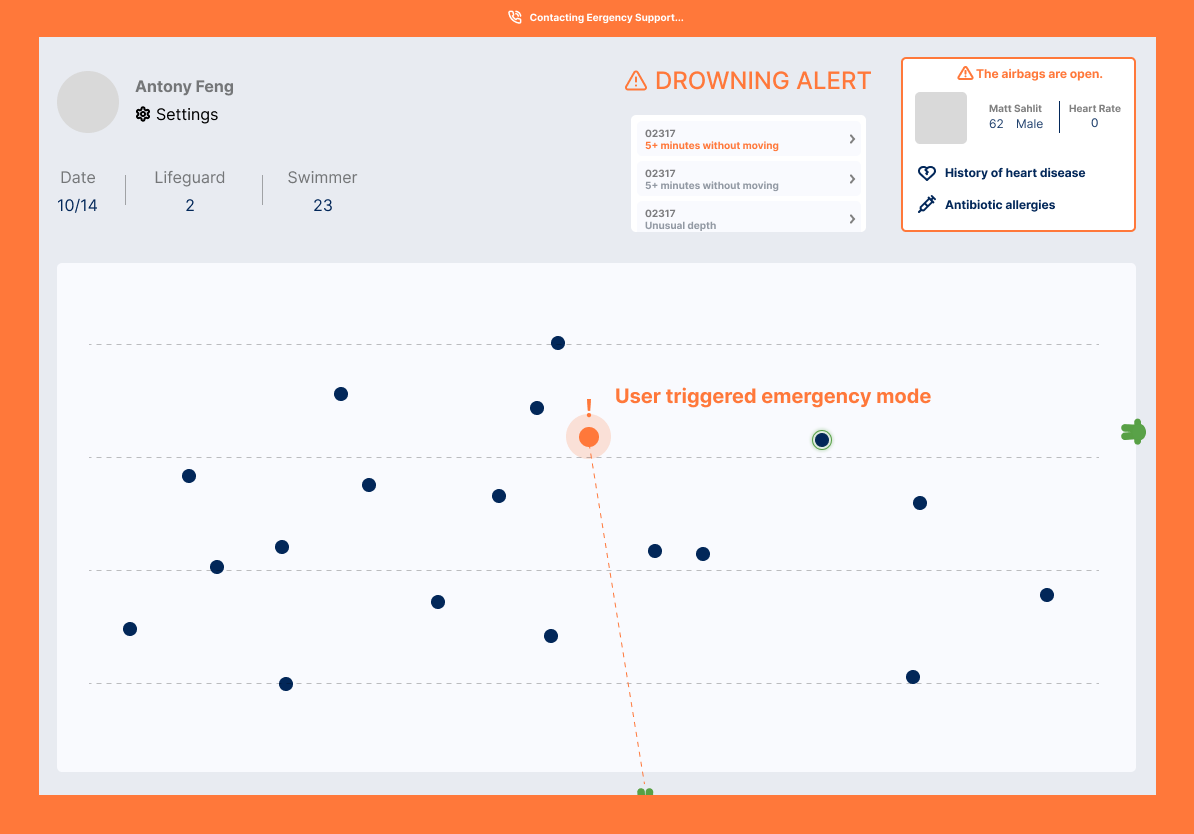 Contacting Eergency Support...
Antony Feng
Settings
Date
10/14
Lifeguard
2
Swimmer
23
DROWNING ALERT
02317
5+ minutes without moving
02317
5+ minutes without moving
02317
Unusual depth
The airbags are open.
Matt Sahlit
62 Male
Heart Rate
0
History of heart disease
Antibiotic allergies
!
User triggered emergency mode